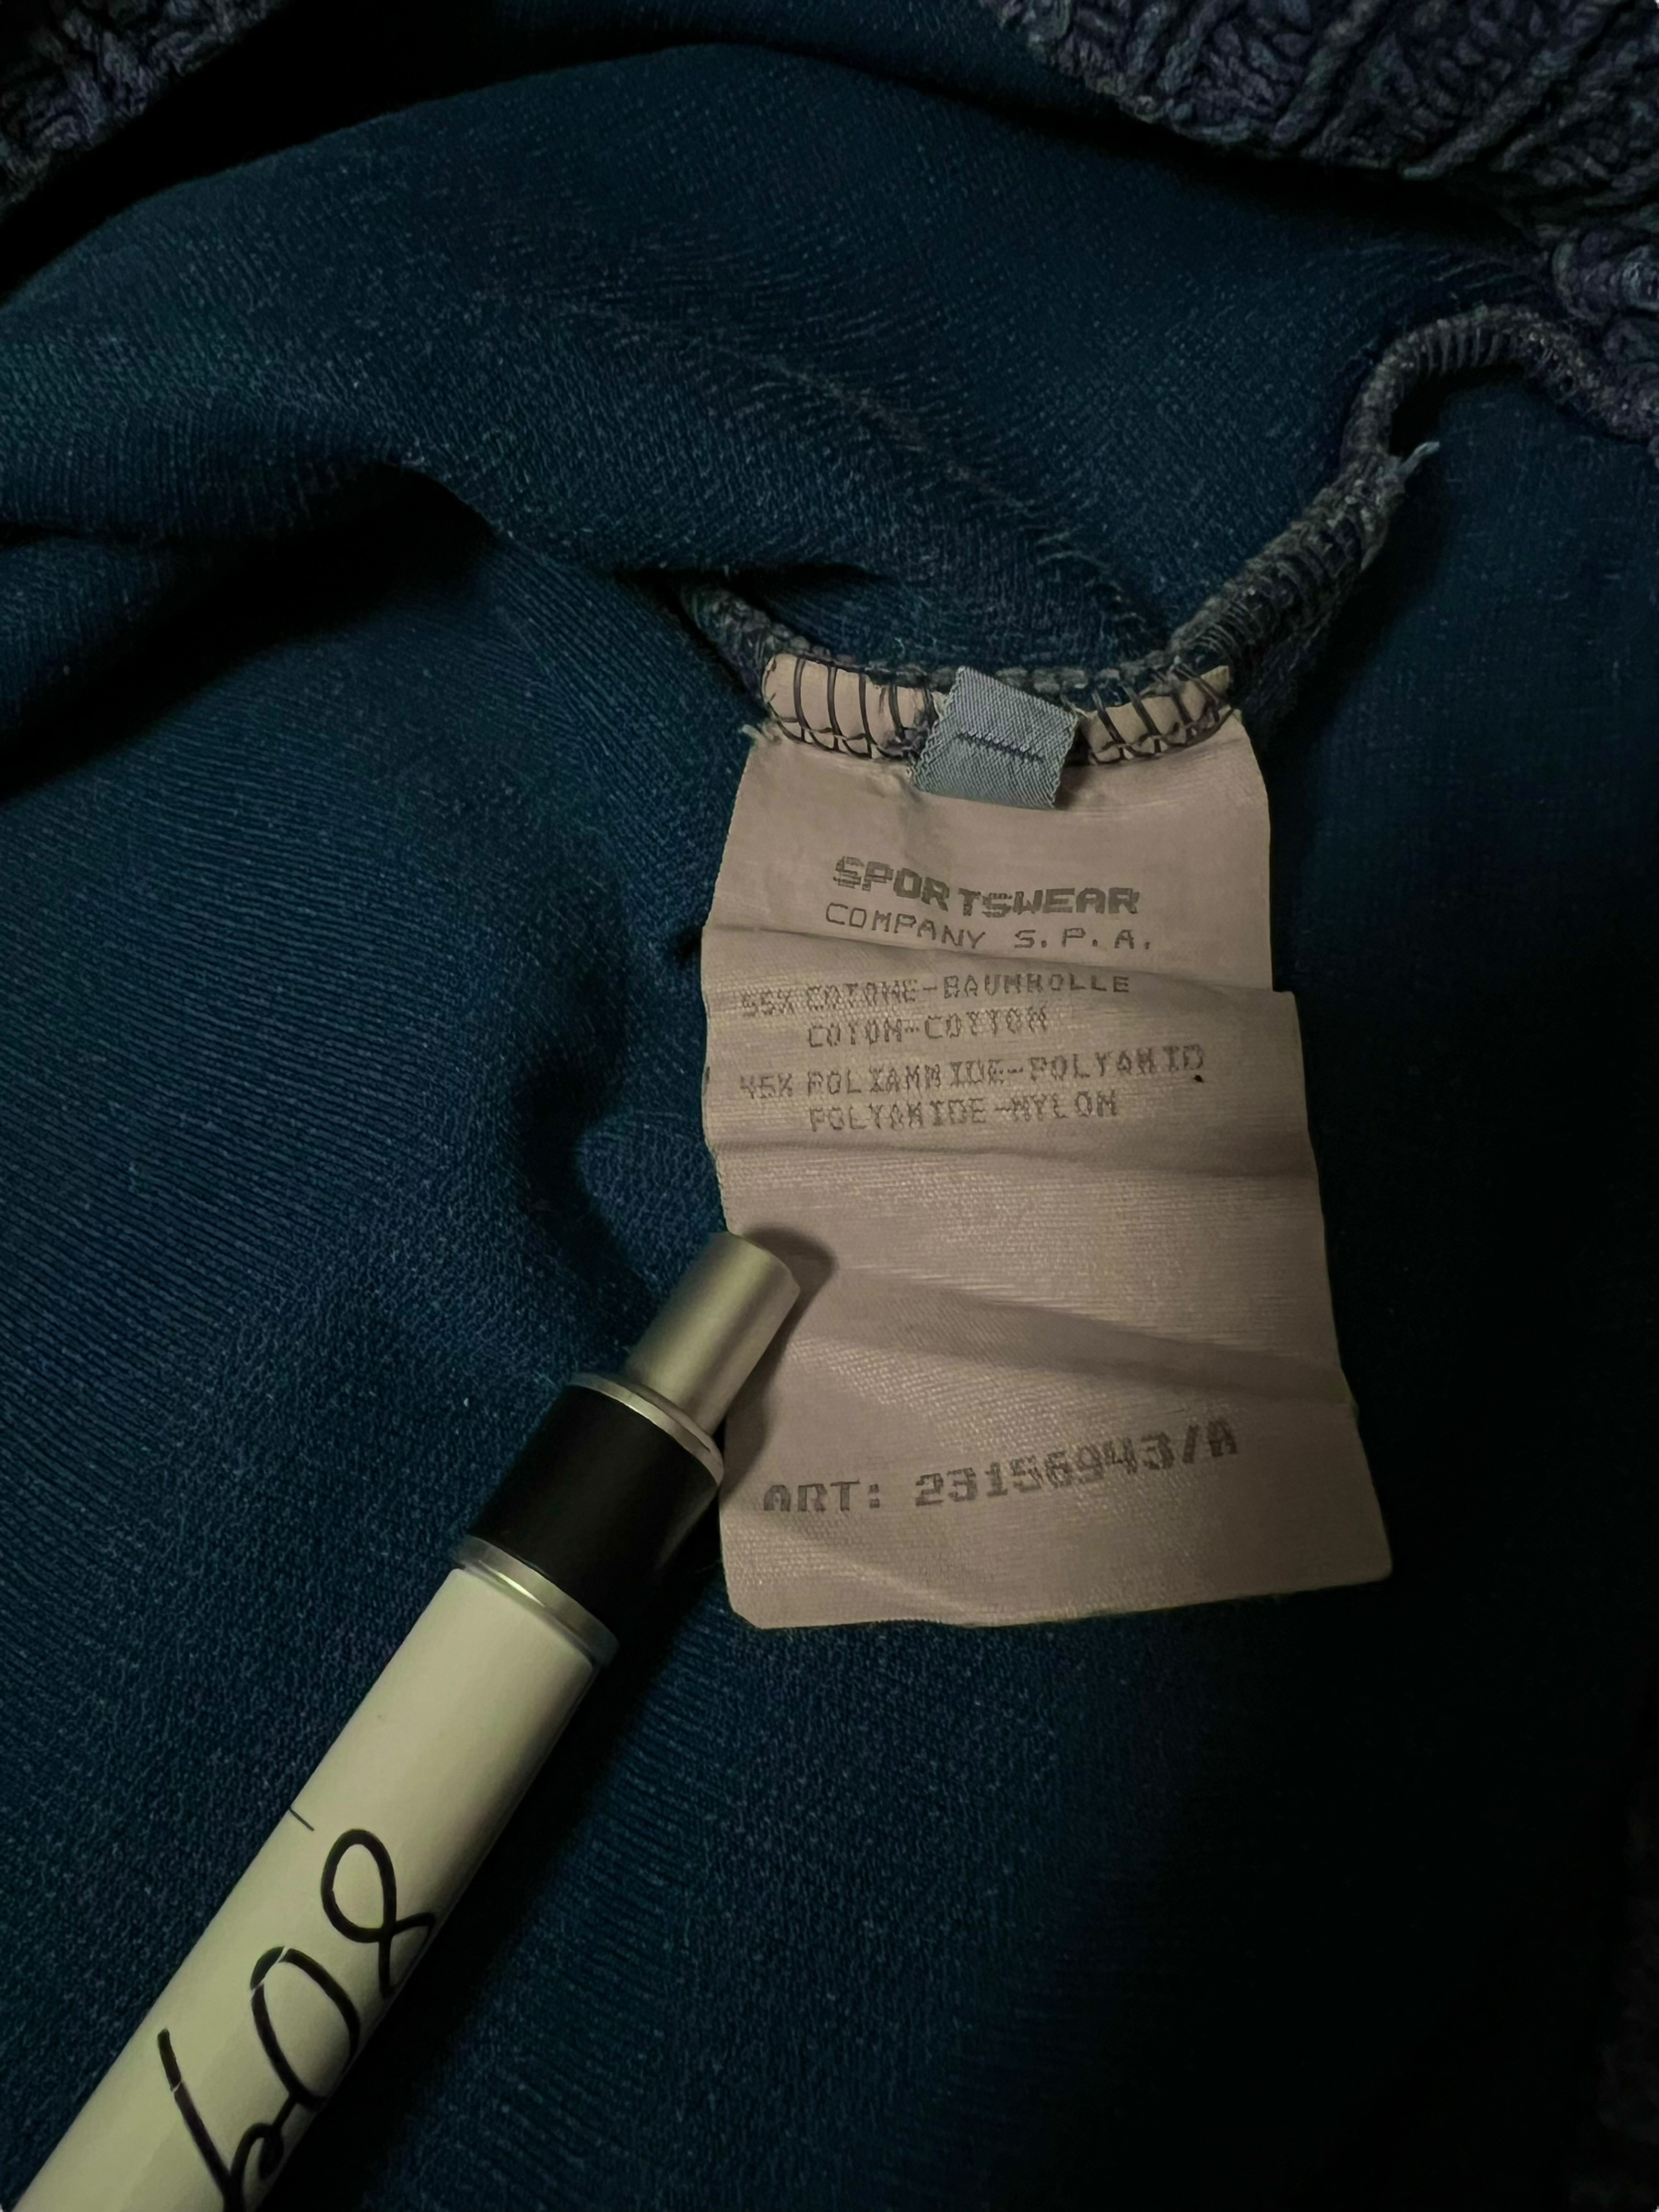 SPORTSWEAR
COMPANY S.P.A.
55% COTONE-BAUMWOLLE
COTON-COTTON
45% POLIAMMIDE-POLYAMID
POLYAMIDE-NYLON
ART: 23156943/A